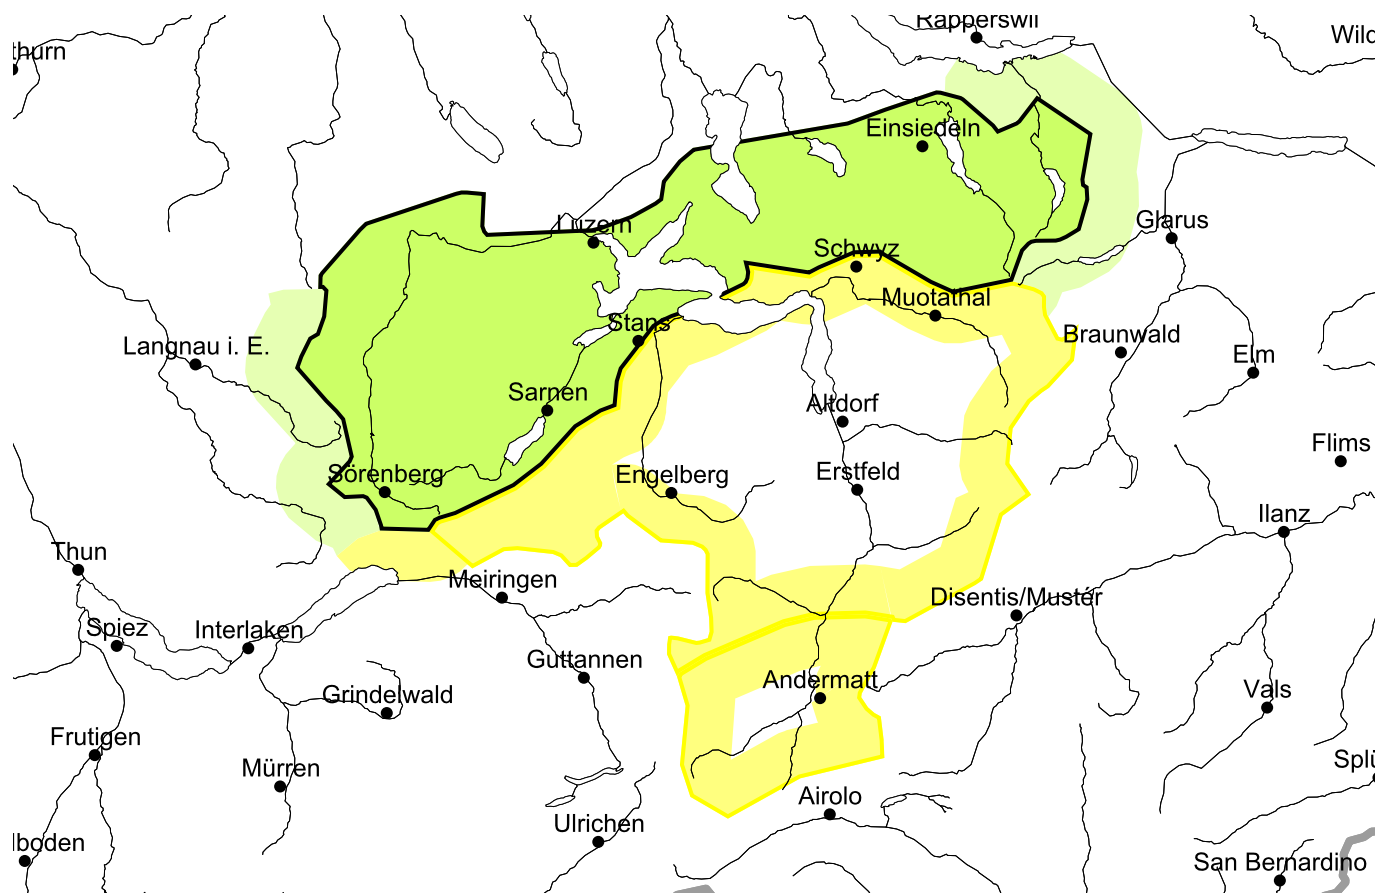 Rapperswil
Wild
thurn
Einsiedeln
Luzern
Glarus
Schwyz
Muotathal
Stans
Braunwald
Langnau i. E.
Elm
Sarnen
Altdorf
Flims
Sörenberg
Engelberg
Erstfeld
Ilanz
Thun
Meiringen
Disentis/Mustér
Spiez
Interlaken
Guttannen
Andermatt
Vals
Grindelwald
Frutigen
Mürren
Splü
Airolo
Ulrichen
lboden
San Bernardino